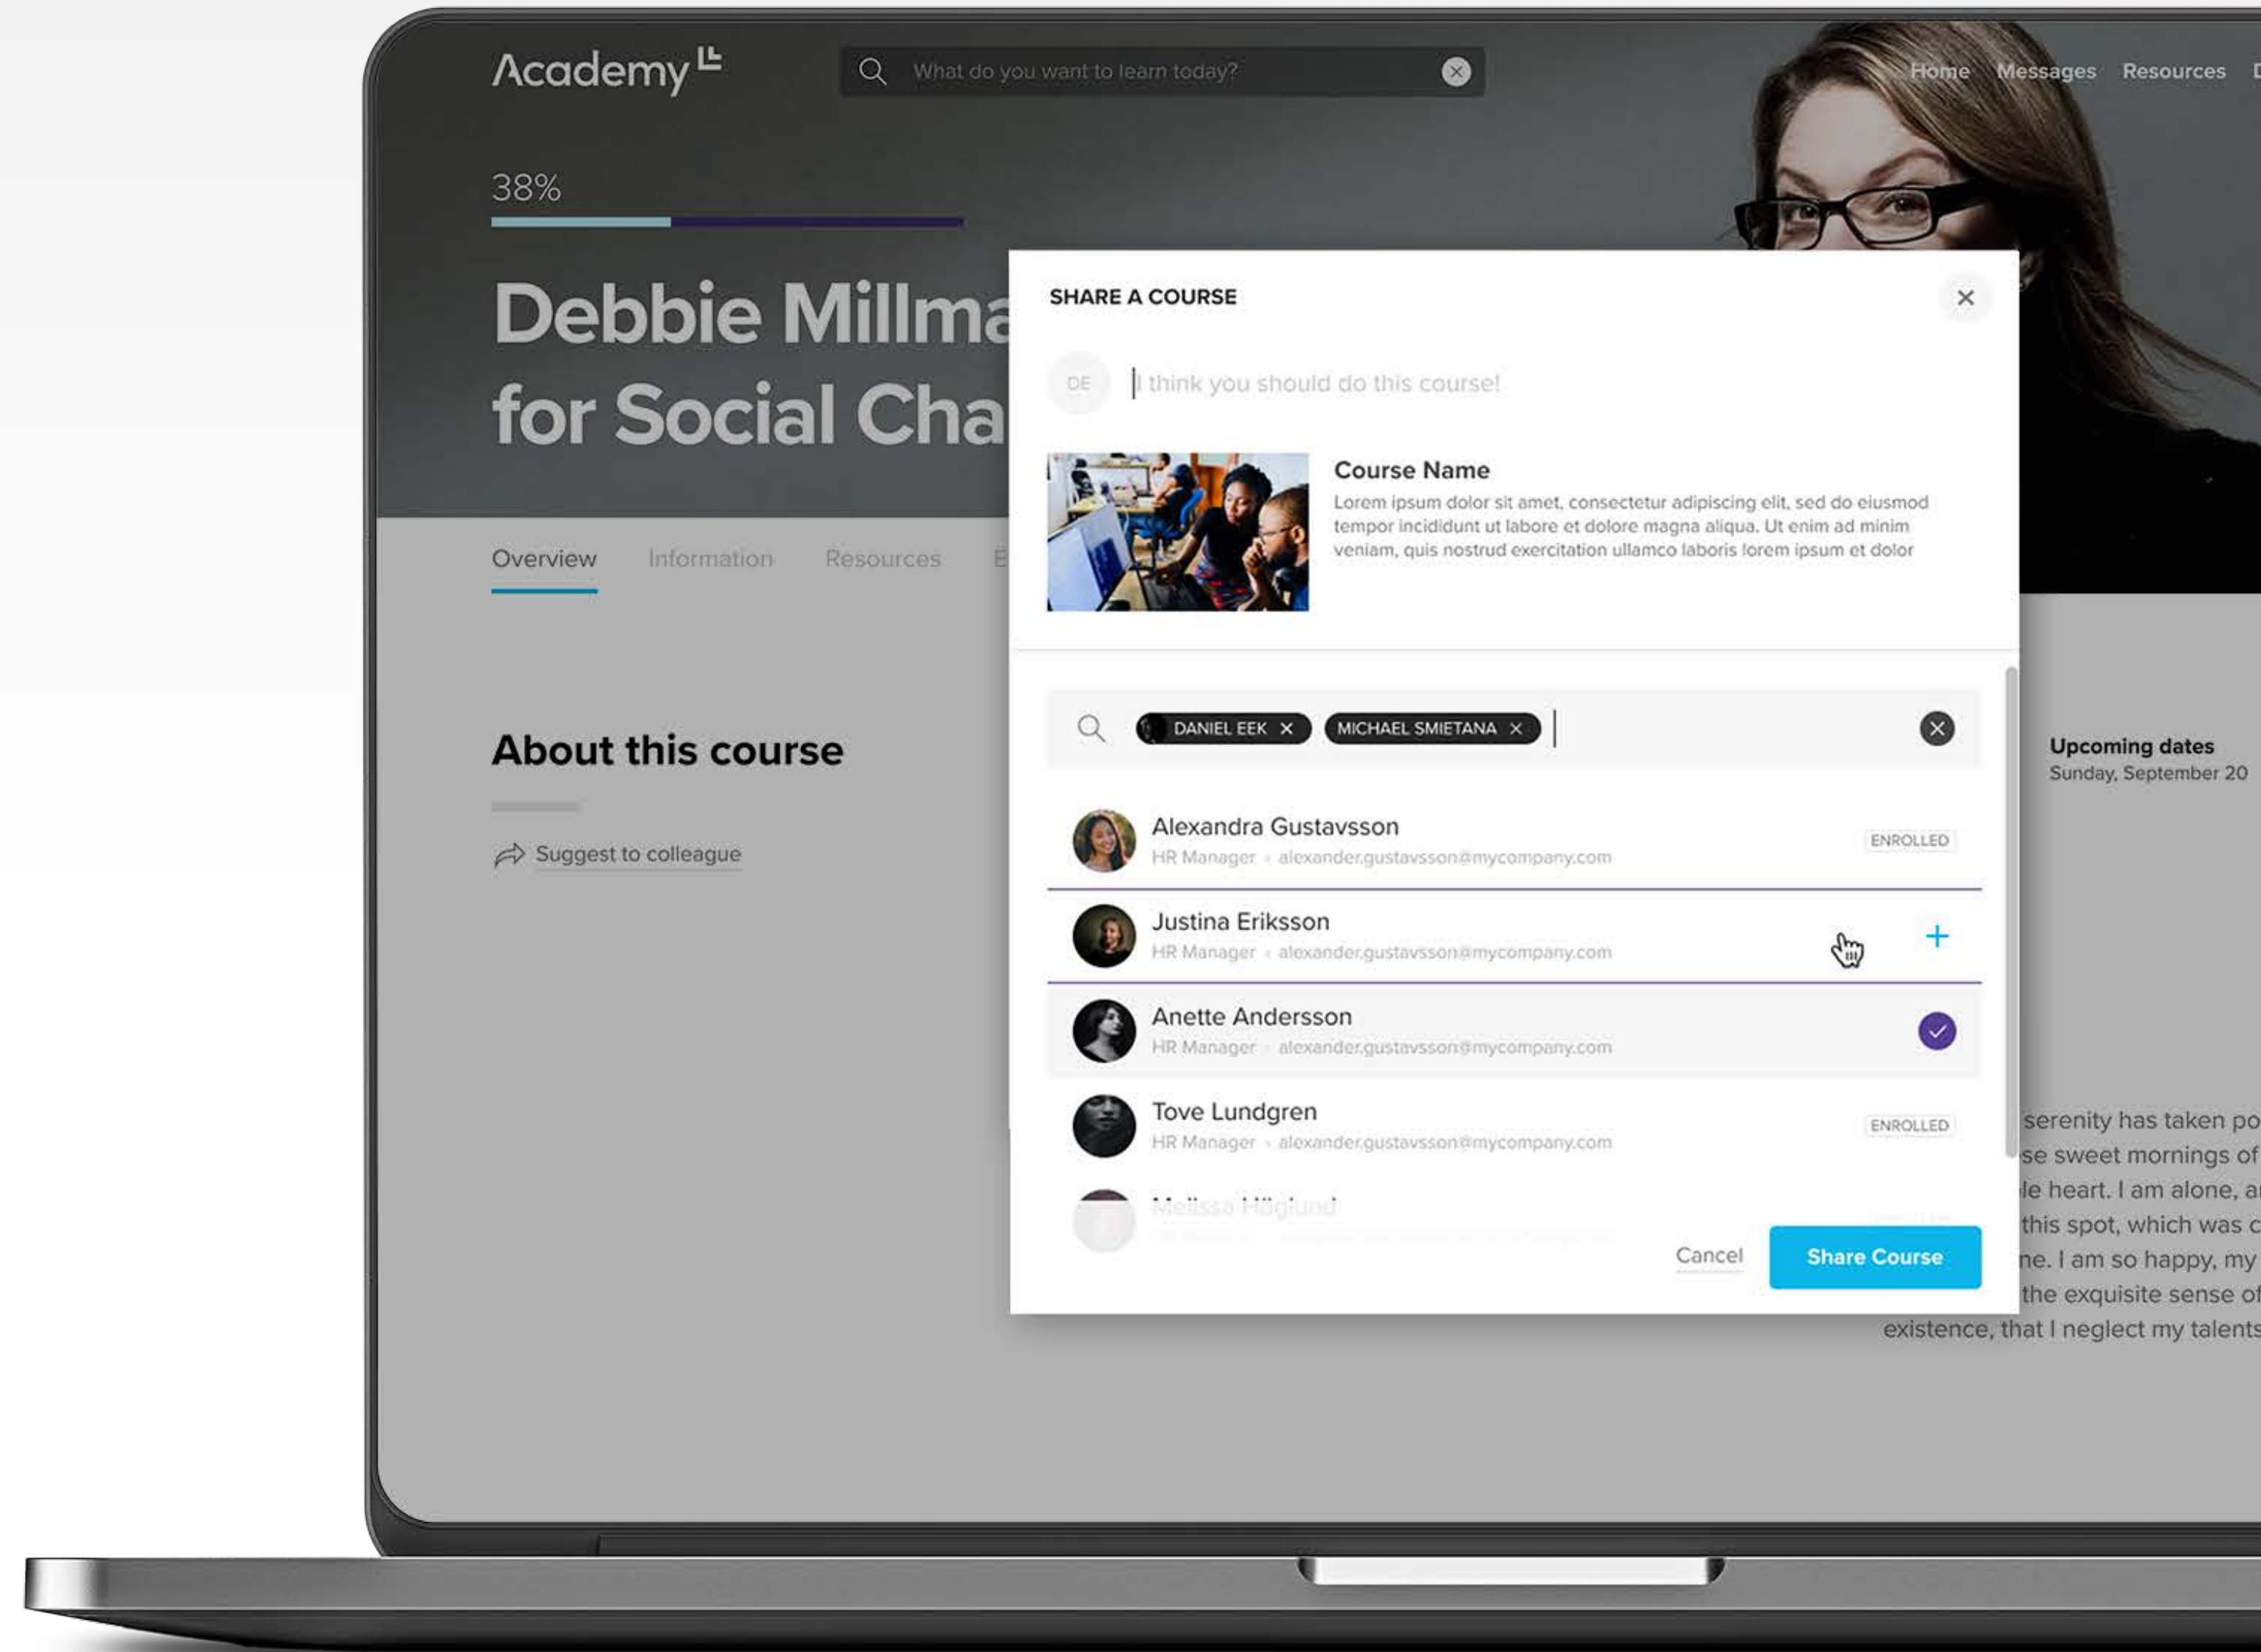 Academy
What do you want to learn today?
Home Messages Resources
38%
Debbie Millma
for Social Cha
Overview Information Resources E
About this course
Suggest to colleague
SHARE A COURSE
DE
I think you should do this course!
Course Name
Lorem ipsum dolor sit amet, consectetur adipiscing elit, sed do eiusmod
tempor incididunt ut labore et dolore magna aliqua. Ut enim ad minim
veniam, quis nostrud exercitation ullamco laboris lorem ipsum et dolor
DANIEL EEK MICHAEL SMIETANA
Alexandra Gustavsson
HR Manager • alexander.gustavsson@mycompany.com
ENROLLED
Justina Eriksson
HR Manager • alexander.gustavsson@mycompany.com
Anette Andersson
HR Manager • alexander.gustavsson@mycompany.com
Tove Lundgren
HR Manager • alexander.gustavsson@mycompany.com
ENROLLED
Melissa Höglund
Cancel
Share Course
Upcoming dates
Sunday, September 20
serenity has taken po
se sweet mornings of
le heart. I am alone, a
this spot, which was c
ne. I am so happy, my
the exquisite sense of
existence, that I neglect my talents